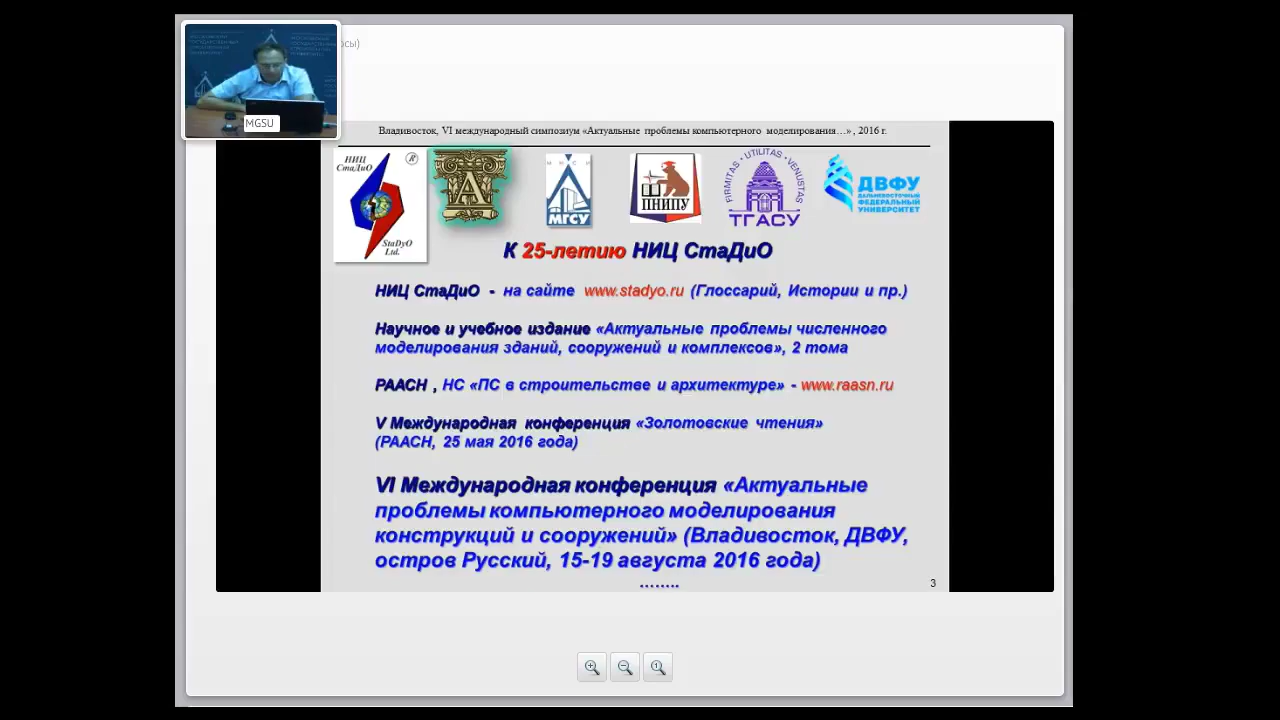 осы)
MGSU
Владивосток, VI международный симпозиум «Актуальные проблемы компьютерного моделирования…» , 2016 г.
НИЦ
СтаДиО
®
StaDyO
Ltd.
А
МИСИ
МГСУ
ПНИПУ
FIRMITAS • UTILITAS • VENUSTAS
ТГАСУ
ДВФУ
ДАЛЬНЕВОСТОЧНЫЙ
ФЕДЕРАЛЬНЫЙ
УНИВЕРСИТЕТ
К 25-летию НИЦ СтаДиО
НИЦ СтаДиО - на сайте www.stadyo.ru (Глоссарий, Истории и пр.)
Научное и учебное издание «Актуальные проблемы численного
моделирования зданий, сооружений и комплексов», 2 тома
РААСН , НС «ПС в строительстве и архитектуре» - www.raasn.ru
V Международная конференция «Золотовские чтения»
(РААСН, 25 мая 2016 года)
VI Международная конференция «Актуальные
проблемы компьютерного моделирования
конструкций и сооружений» (Владивосток, ДВФУ,
остров Русский, 15-19 августа 2016 года)
……..
3